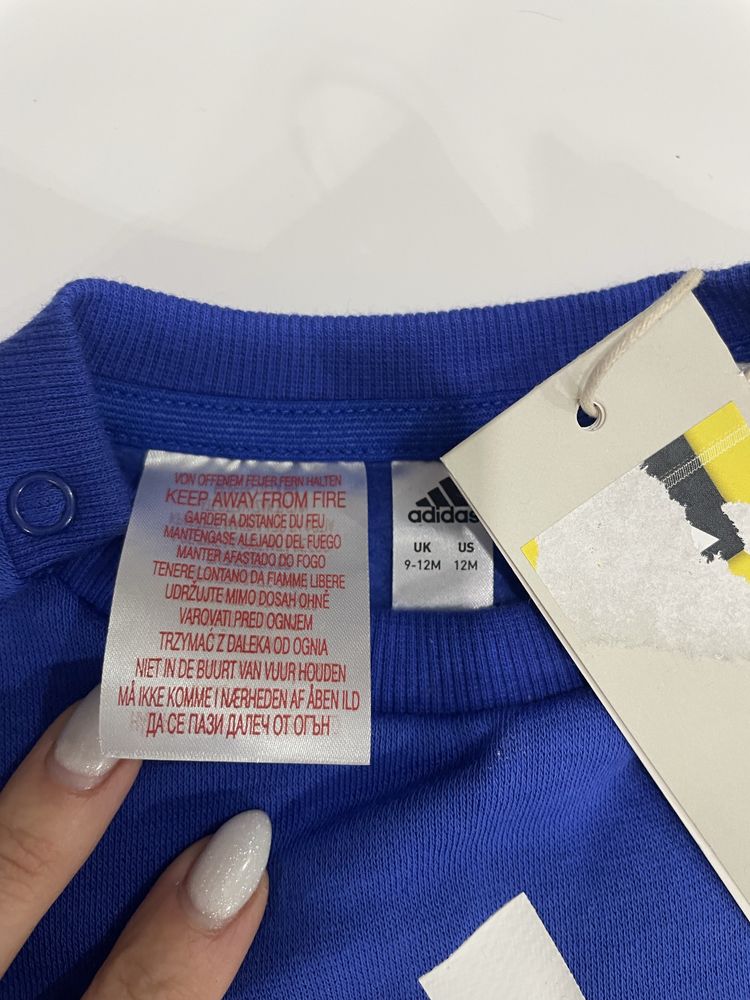 VON OFFENEM FEUER FERN HALTEN
KEEP AWAY FROM FIRE
GARDER A DISTANCE DU FEU
MANTÉNGASE ALEJADO DEL FUEGO
MANTER AFASTADO DO FOGO
TENERE LONTANO DA FIAMME LIBERE
UDRŽUJTE MIMO DOSAH OHNĚ
VAROVATI PRED OGNJEM
TRZYMAĆ Z DALEKA OD OGNIA
NIET IN DE BUURT VAN VUUR HOUDEN
MÅ IKKE KOMME I NÆRHEDEN AF ÅBEN ILD
ДА СЕ ПАЗИ ДАЛЕЧ ОТ ОГЪН
adidas
UK US
9-12M 12M